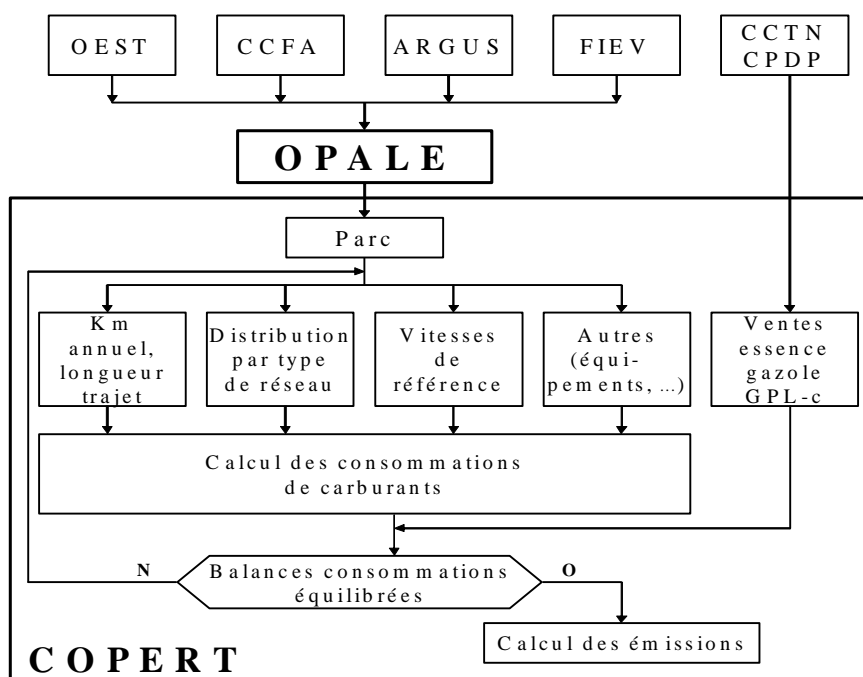 OEST
CCFA
ARGUS
FIEV
CCTN
CPDP
OPALE
Parc
Km
annuel,
longueur
trajet
Distribution
par type
de réseau
Vitesses
de
référence
Autres
(équi-
pements, ...)
Ventes
essence
gazole
GPL-c
Calcul des consommations
de carburants
N
Balances consommations
équilibrées
O
Calcul des émissions
COPERT